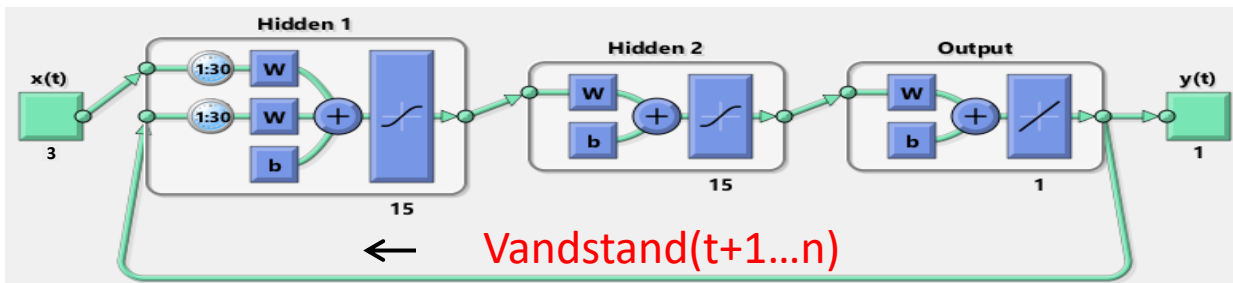 Hidden 1
Hidden 2
Output
x(t)
y(t)
1:30
W
1:30
W
b
+
W
b
+
W
b
+
3
15
15
1
1
← Vandstand(t+1...n)